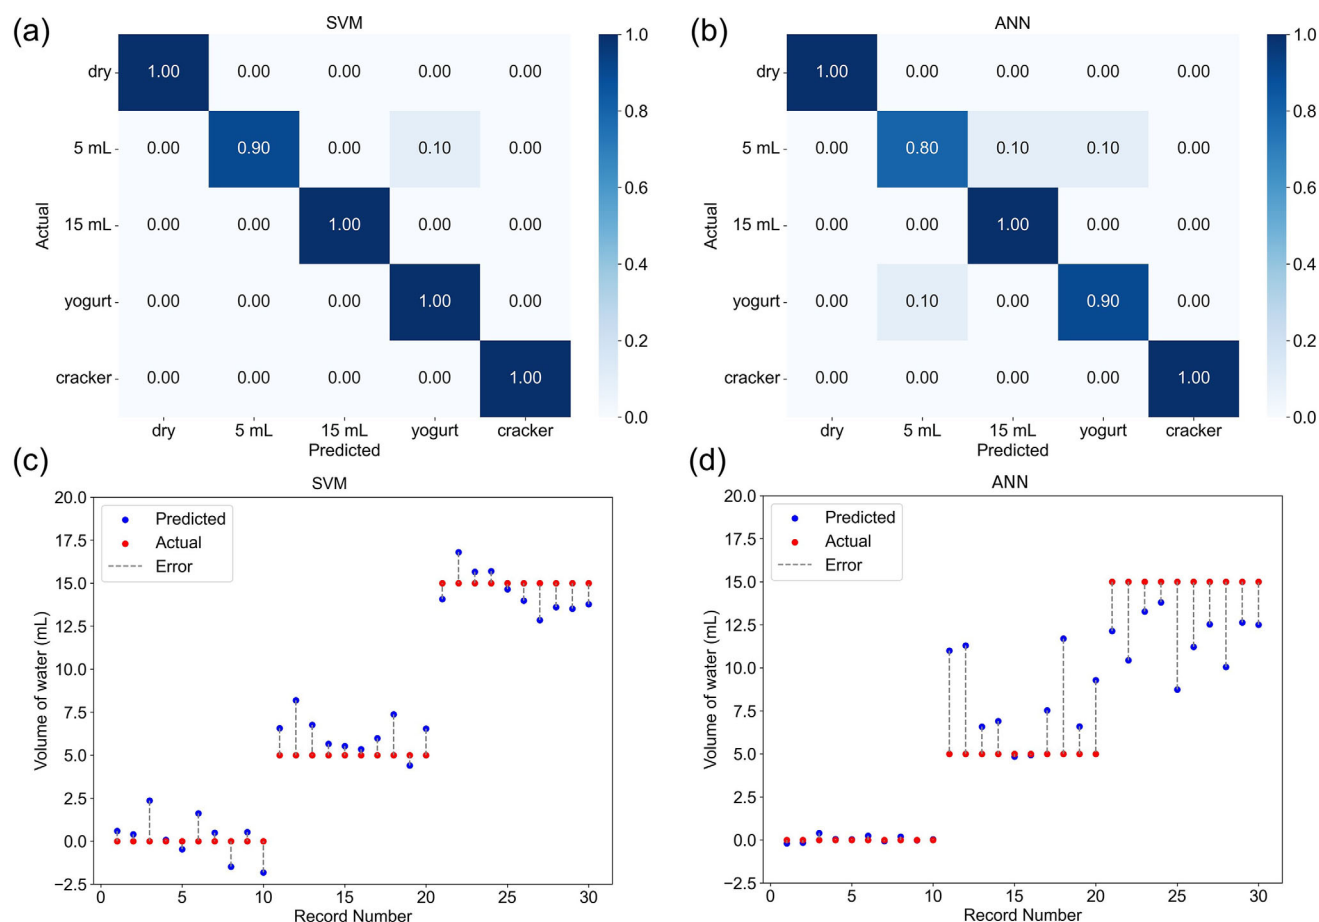 (a)
SVM
dry
5 mL
15 mL
yogurt
cracker
Actual
1.00 0.00 0.00 0.00 0.00
0.00 0.90 0.00 0.10 0.00
0.00 0.00 1.00 0.00 0.00
0.00 0.00 0.00 1.00 0.00
0.00 0.00 0.00 0.00 1.00
dry 5 mL 15 mL yogurt cracker
Predicted
1.0
0.8
0.6
0.4
0.2
0.0
(b)
ANN
dry
5 mL
15 mL
yogurt
cracker
Actual
1.00 0.00 0.00 0.00 0.00
0.00 0.80 0.10 0.10 0.00
0.00 0.00 1.00 0.00 0.00
0.00 0.10 0.00 0.90 0.00
0.00 0.00 0.00 0.00 1.00
dry 5 mL 15 mL yogurt cracker
Predicted
1.0
0.8
0.6
0.4
0.2
0.0
(c)
SVM
Predicted
Actual
Error
Volume of water (mL)
20.0
17.5
15.0
12.5
10.0
7.5
5.0
2.5
0.0
−2.5
0 5 10 15 20 25 30
Record Number
(d)
ANN
Predicted
Actual
Error
Volume of water (mL)
20.0
17.5
15.0
12.5
10.0
7.5
5.0
2.5
0.0
−2.5
0 5 10 15 20 25 30
Record Number